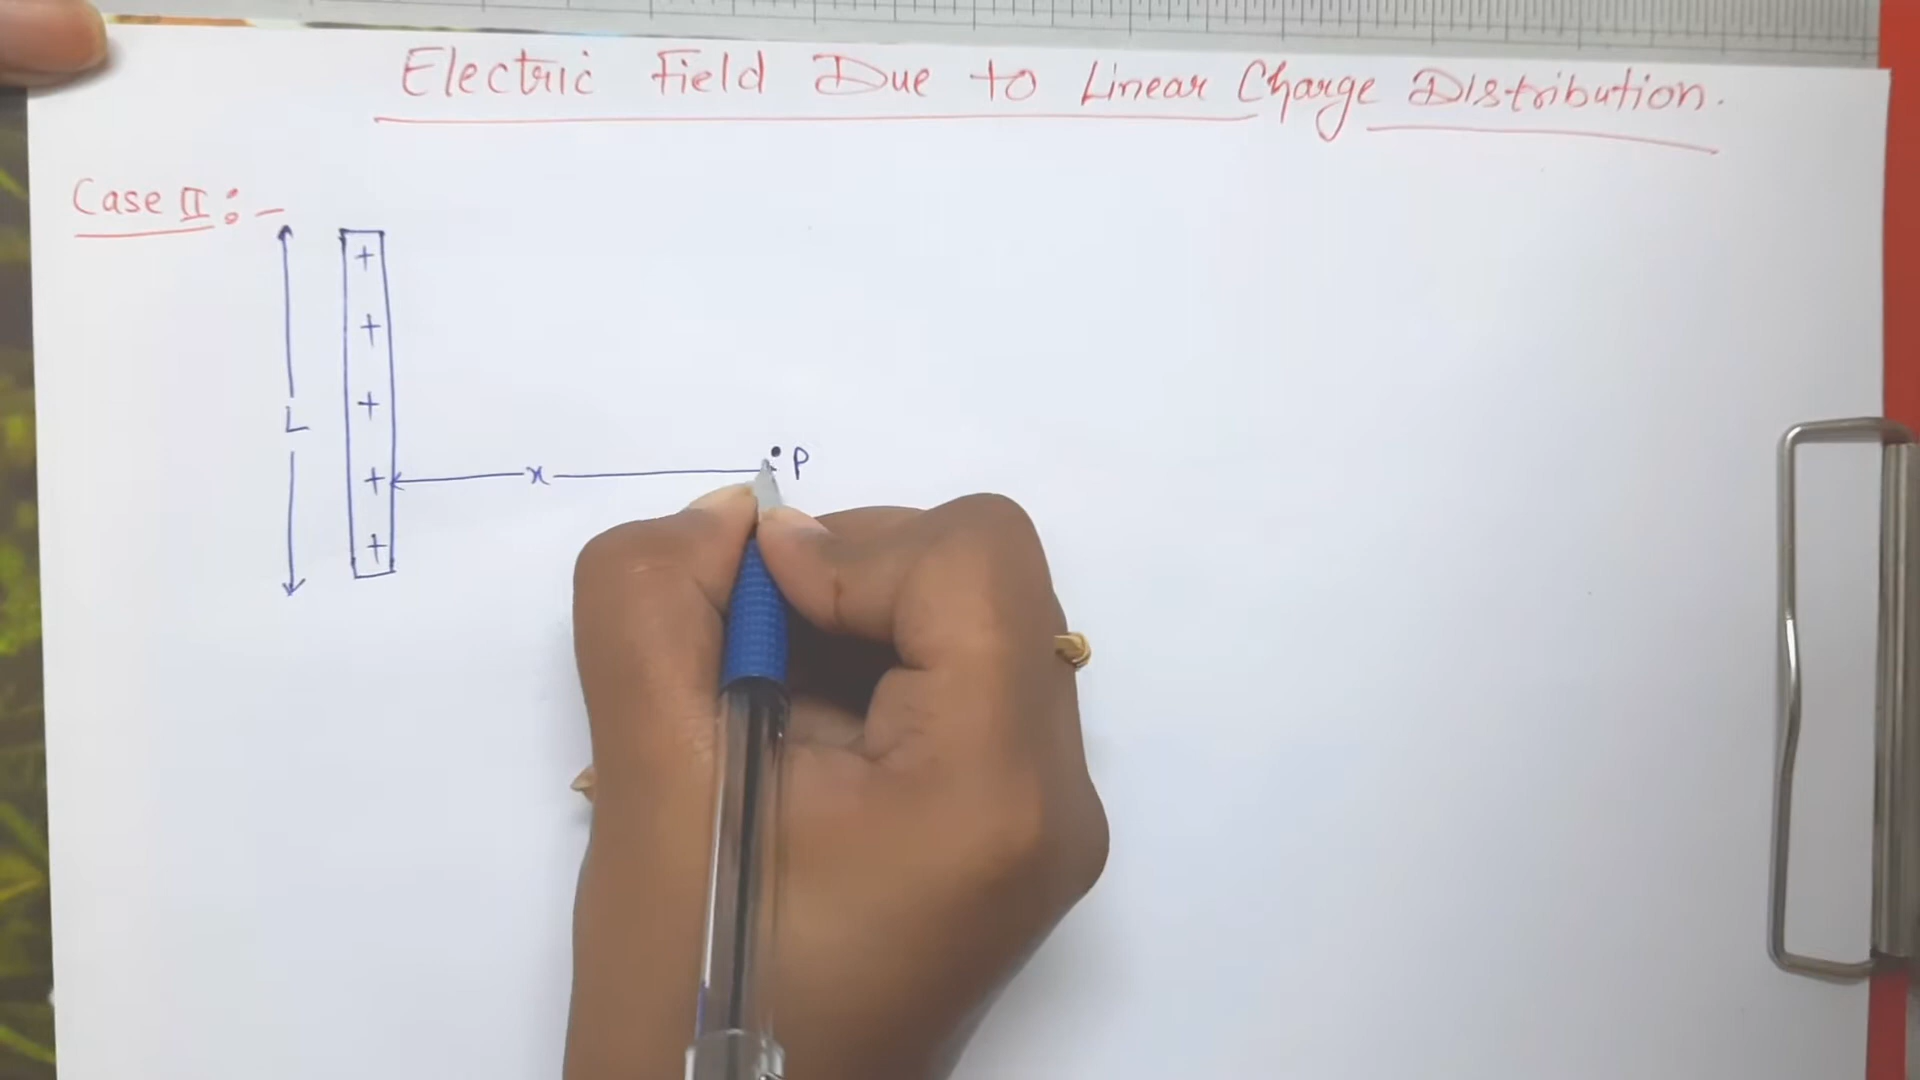 Electric Field Due to Linear Charge Distribution.
Case II:-
+
+
+
L
P
+
x
+